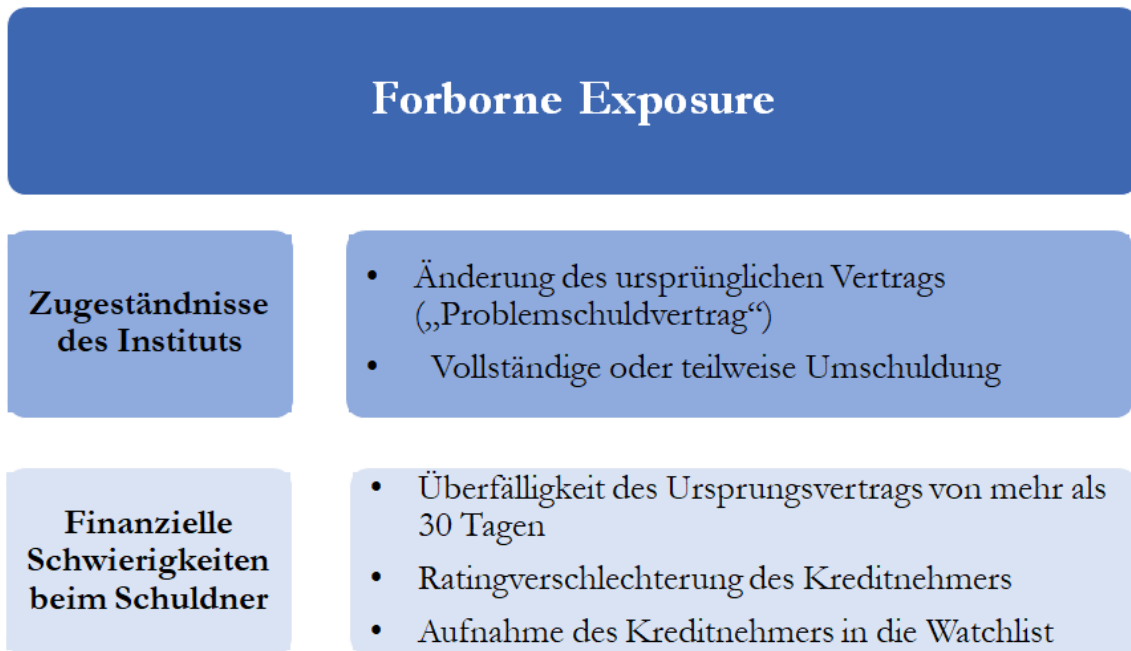 Forborne Exposure
Zugeständnisse
des Instituts
• Änderung des ursprünglichen Vertrags
(„Problemschuldvertrag“)
• Vollständige oder teilweise Umschuldung
Finanzielle
Schwierigkeiten
beim Schuldner
• Überfälligkeit des Ursprungsvertrags von mehr als
30 Tagen
• Ratingverschlechterung des Kreditnehmers
• Aufnahme des Kreditnehmers in die Watchlist